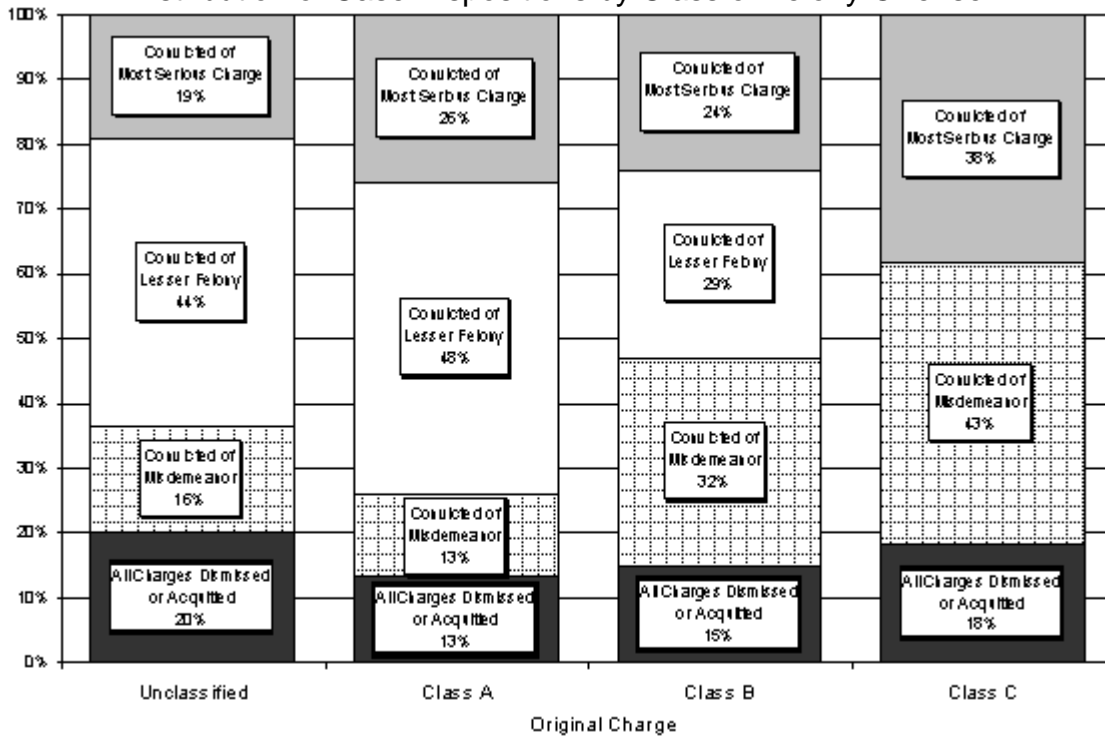 Distribution of Case Dispositions by Class of Felony Offense
100%
90%
80%
70%
60%
50%
40%
30%
20%
10%
0%
Convicted of
Most Serious Charge
19%
Convicted of
Lesser Felony
44%
Convicted of
Misdemeanor
16%
All Charges Dismissed
or Acquitted
20%
Convicted of
Most Serious Charge
26%
Convicted of
Lesser Felony
48%
Convicted of
Misdemeanor
13%
All Charges Dismissed
or Acquitted
13%
Convicted of
Most Serious Charge
24%
Convicted of
Lesser Felony
29%
Convicted of
Misdemeanor
32%
All Charges Dismissed
or Acquitted
15%
Convicted of
Most Serious Charge
38%
Convicted of
Misdemeanor
43%
All Charges Dismissed
or Acquitted
18%
Unclassified
Class A
Class B
Class C
Original Charge